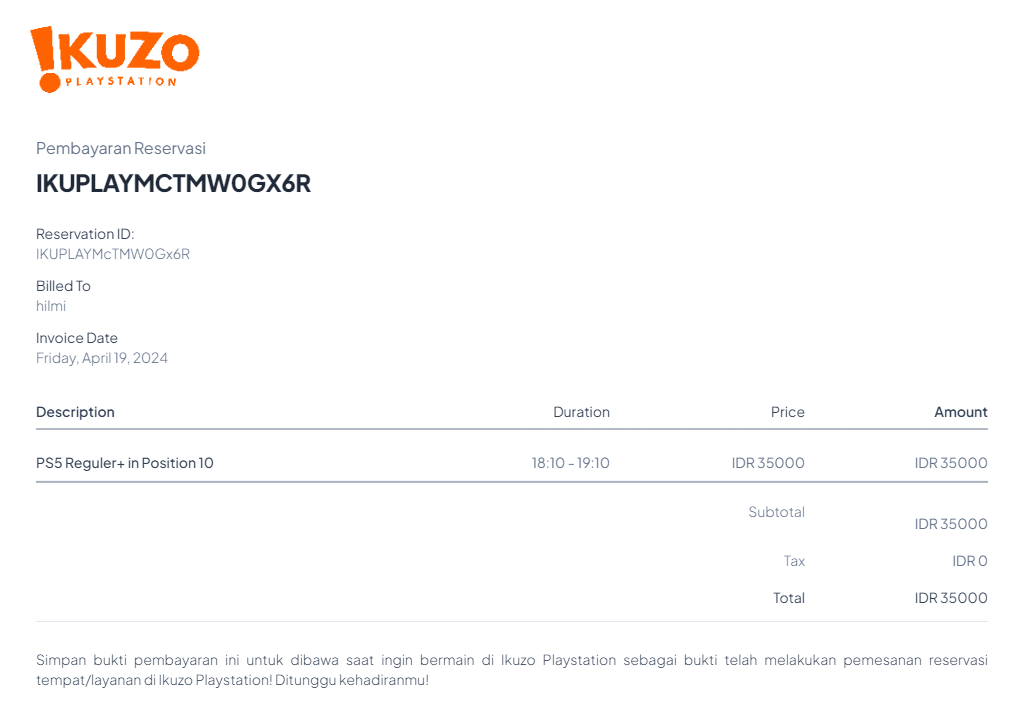 !KUZO
PLAYSTATION
Pembayaran Reservasi
IKUPLAYMCTMW0GX6R
Reservation ID:
IKUPLAYMcTMW0Gx6R
Billed To
hilmi
Invoice Date
Friday, April 19, 2024
Description Duration Price Amount
PS5 Reguler+ in Position 10 18:10 - 19:10 IDR 35000 IDR 35000
Subtotal IDR 35000
Tax IDR 0
Total IDR 35000
Simpan bukti pembayaran ini untuk dibawa saat ingin bermain di Ikuzo Playstation sebagai bukti telah melakukan pemesanan reservasi
tempat/layanan di Ikuzo Playstation! Ditunggu kehadiranmu!